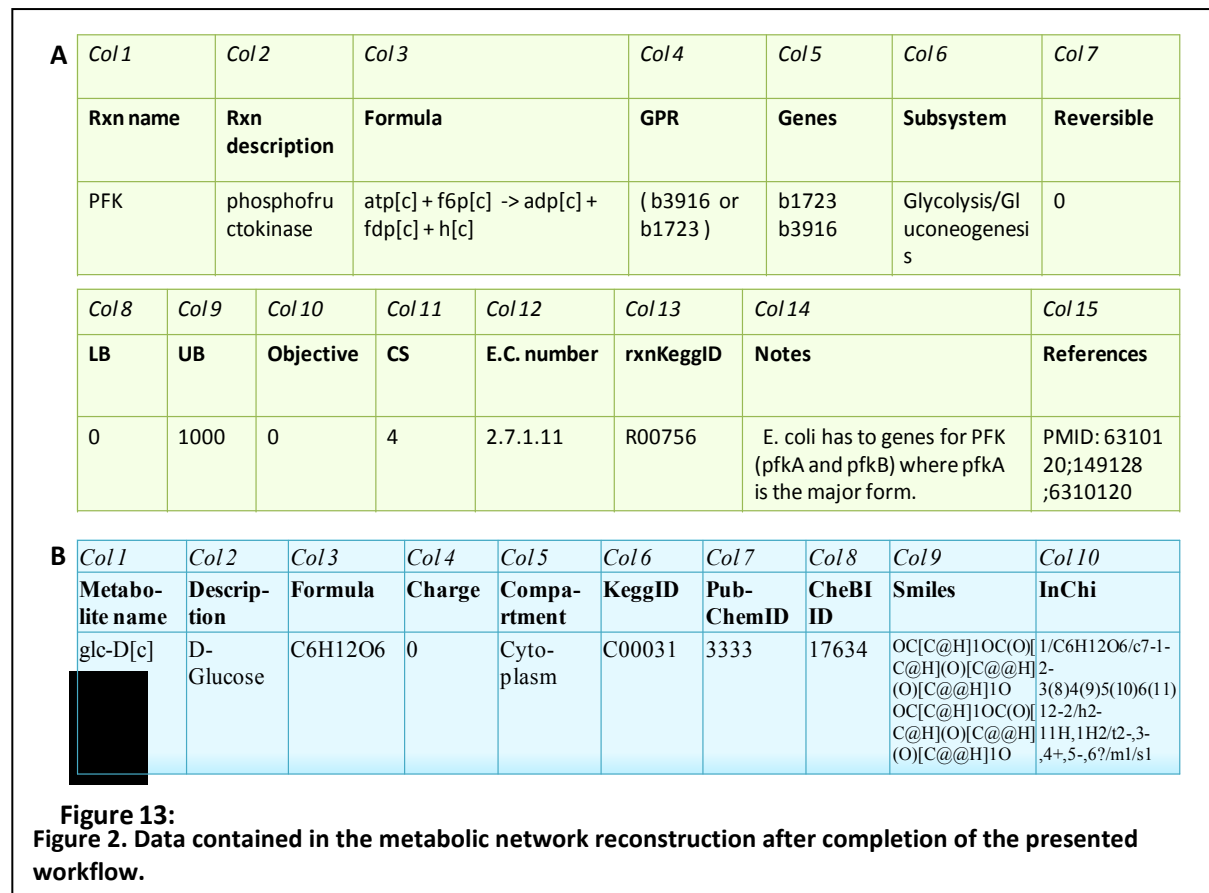 A
Col 1 Col 2 Col 3 Col 4 Col 5 Col 6 Col 7
Rxn name Rxn Formula GPR Genes Subsystem Reversible
description
PFK phosphofru atp[c] + f6p[c] -> adp[c] + ( b3916 or b1723 Glycolysis/Gl 0
ctokinase fdp[c] + h[c] b1723 ) b3916 uconeogenesi
s
Col 8 Col 9 Col 10 Col 11 Col 12 Col 13 Col 14 Col 15
LB UB Objective CS E.C. number rxnKeggID Notes References
0 1000 0 4 2.7.1.11 R00756 E. coli has to genes for PFK PMID: 63101
(pfkA and pfkB) where pfkA 20;149128
is the major form. ;6310120
B
Col 1 Col 2 Col 3 Col 4 Col 5 Col 6 Col 7 Col 8 Col 9 Col 10
Metabo- Descrip- Formula Charge Compa- KeggID Pub- CheBI Smiles InChi
lite name tion rtment ChemID ID
glc-D[c] D- C6H12O6 0 Cyto- C00031 3333 17634 OC[C@H]1OC(O)[ 1/C6H12O6/c7-1-
Glucose plasm C@H](O)[C@@H] 2-
(O)[C@@H]1O 3(8)4(9)5(10)6(11)
OC[C@H]1OC(O)[ 12-2/h2-
C@H](O)[C@@H] 11H,1H2/t2-,3-
(O)[C@@H]1O ,4+,5-,6?/m1/s1
Figure 13:
Figure 2. Data contained in the metabolic network reconstruction after completion of the presented
workflow.